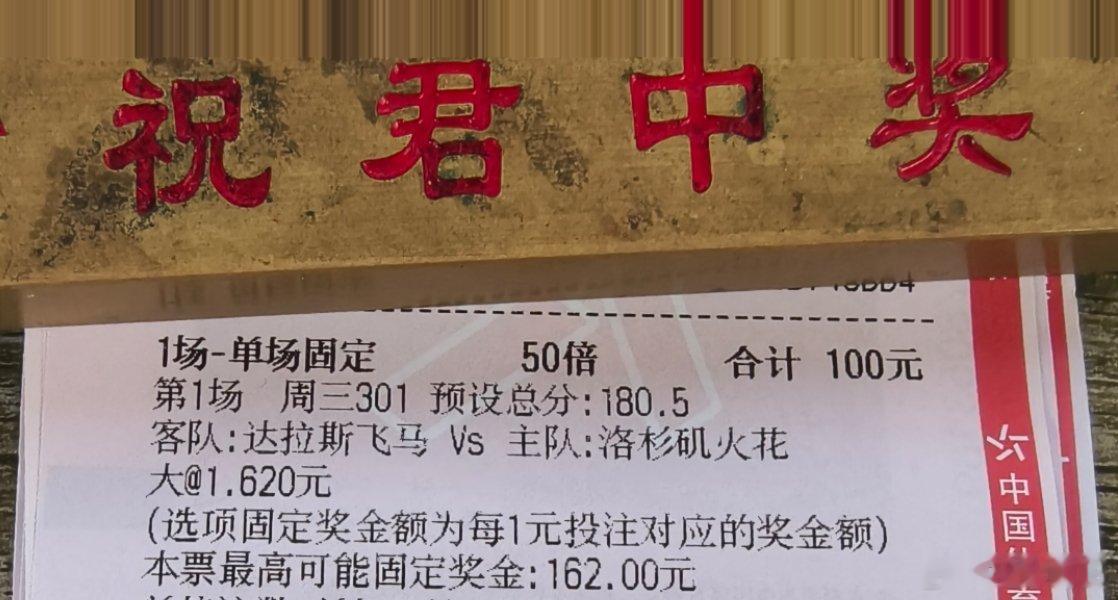 祝君中奖
1场-单场固定 50倍 合计 100元
第1场 周三301 预设总分:180.5
客队:达拉斯飞马 Vs 主队:洛杉矶火花
大@1.620元
(选项固定奖金额为每1元投注对应的奖金额)
本票最高可能固定奖金:162.00元
中国体育